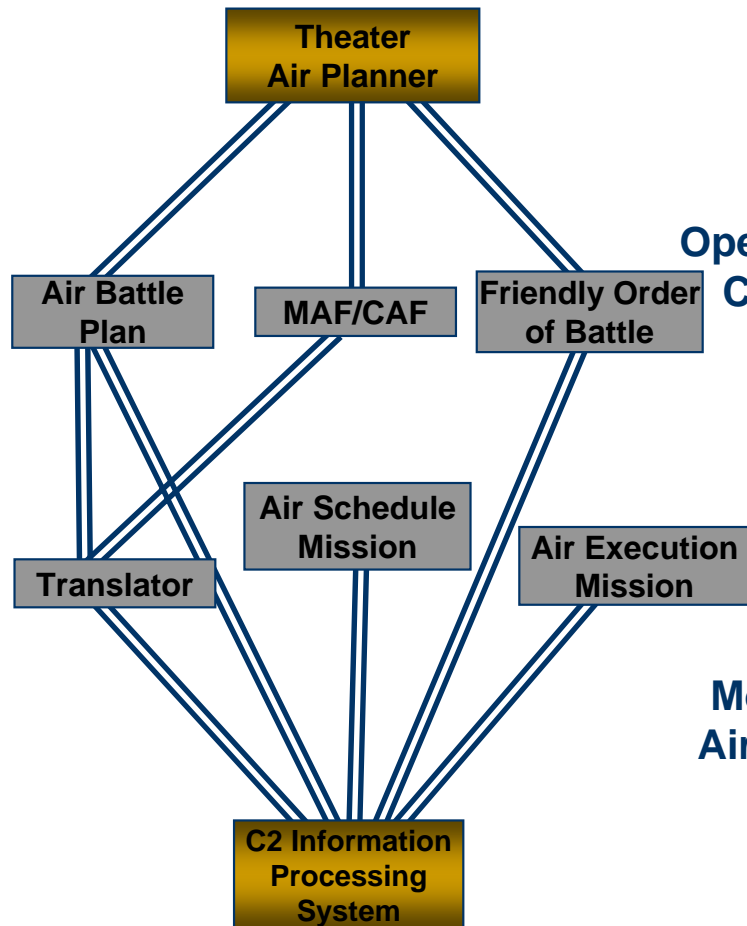 Theater
Air Planner
Air Battle
Plan
MAF/CAF
Friendly Order
of Battle
Air Schedule
Mission
Air Execution
Mission
Translator
Air
C2 Information
Processing
System